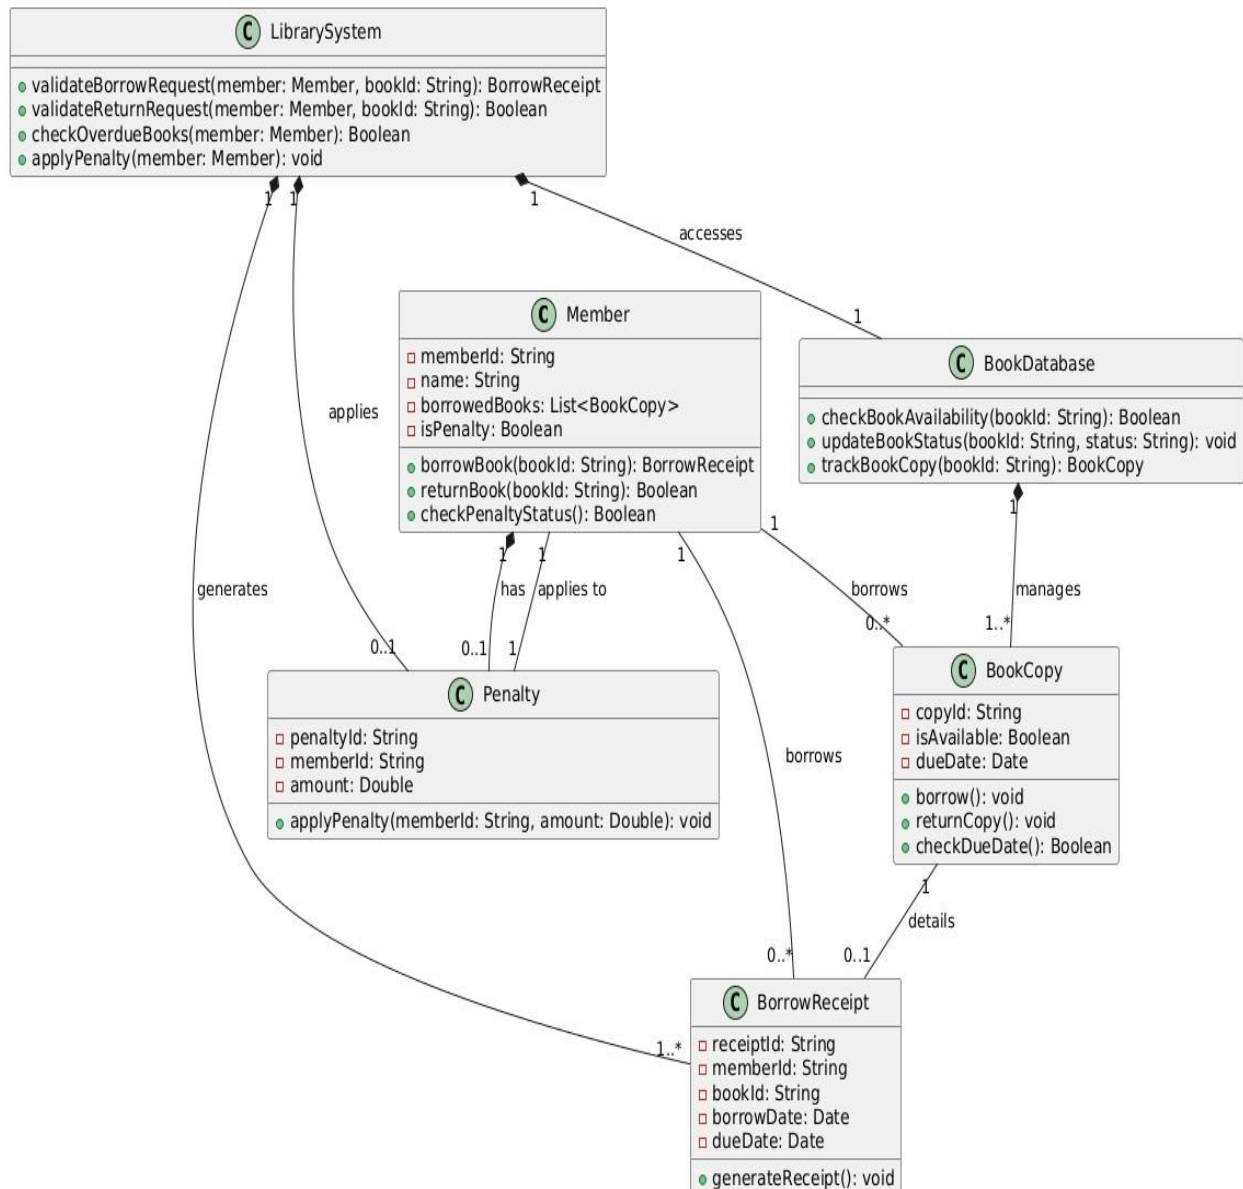 C LibrarySystem
validateBorrowRequest(member: Member, bookId: String): BorrowReceipt
validateReturnRequest(member: Member, bookId: String): Boolean
checkOverdueBooks(member: Member): Boolean
applyPenalty(member: Member): void
1
1
1
accesses
1
C Member
memberId: String
name: String
borrowedBooks: List<BookCopy>
isPenalty: Boolean
borrowBook(bookId: String): BorrowReceipt
returnBook(bookId: String): Boolean
checkPenaltyStatus(): Boolean
C BookDatabase
checkBookAvailability(bookId: String): Boolean
updateBookStatus(bookId: String, status: String): void
trackBookCopy(bookId: String): BookCopy
applies
1
1
1
1
1
generates
has
applies to
borrows
manages
0..1
0..1
1
0..*
1..*
C Penalty
penaltyId: String
memberId: String
amount: Double
applyPenalty(memberId: String, amount: Double): void
C BookCopy
copyId: String
isAvailable: Boolean
dueDate: Date
borrow(): void
returnCopy(): void
checkDueDate(): Boolean
borrows
1
details
0..*
0..1
1..*
C BorrowReceipt
receiptId: String
memberId: String
bookId: String
borrowDate: Date
dueDate: Date
generateReceipt(): void